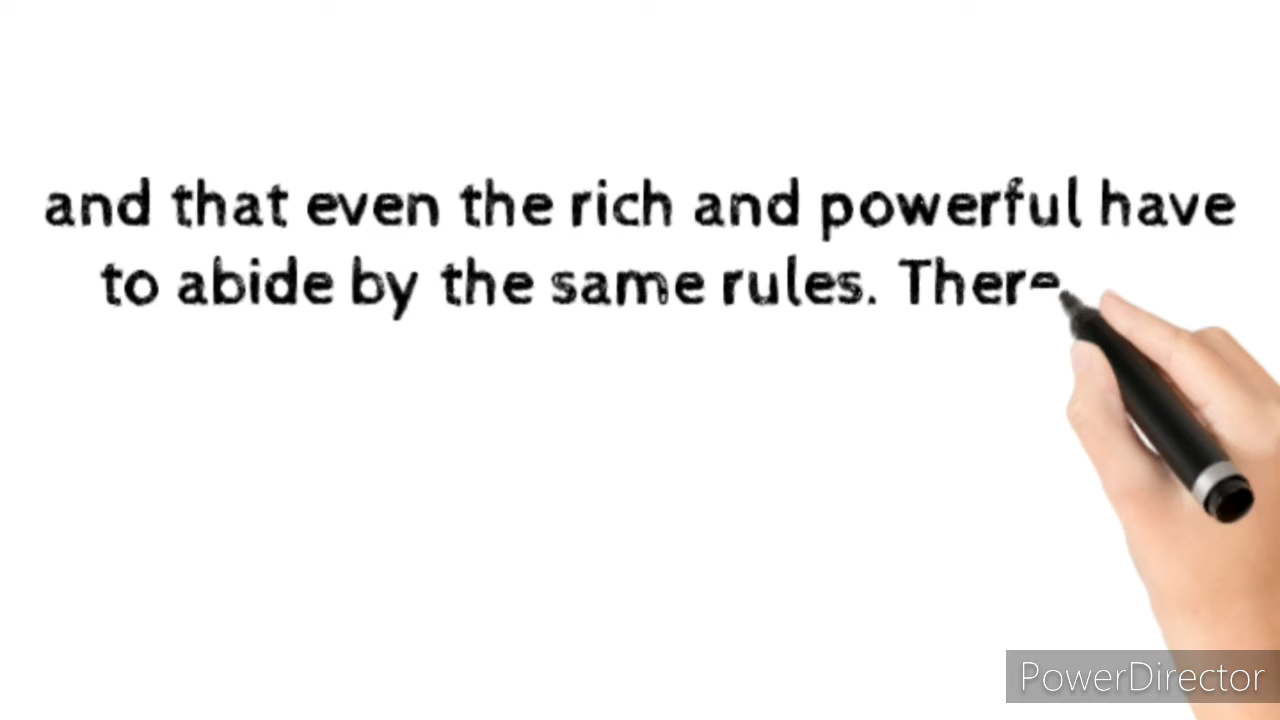 and that even the rich and powerful have
to abide by the same rules. There
PowerDirector